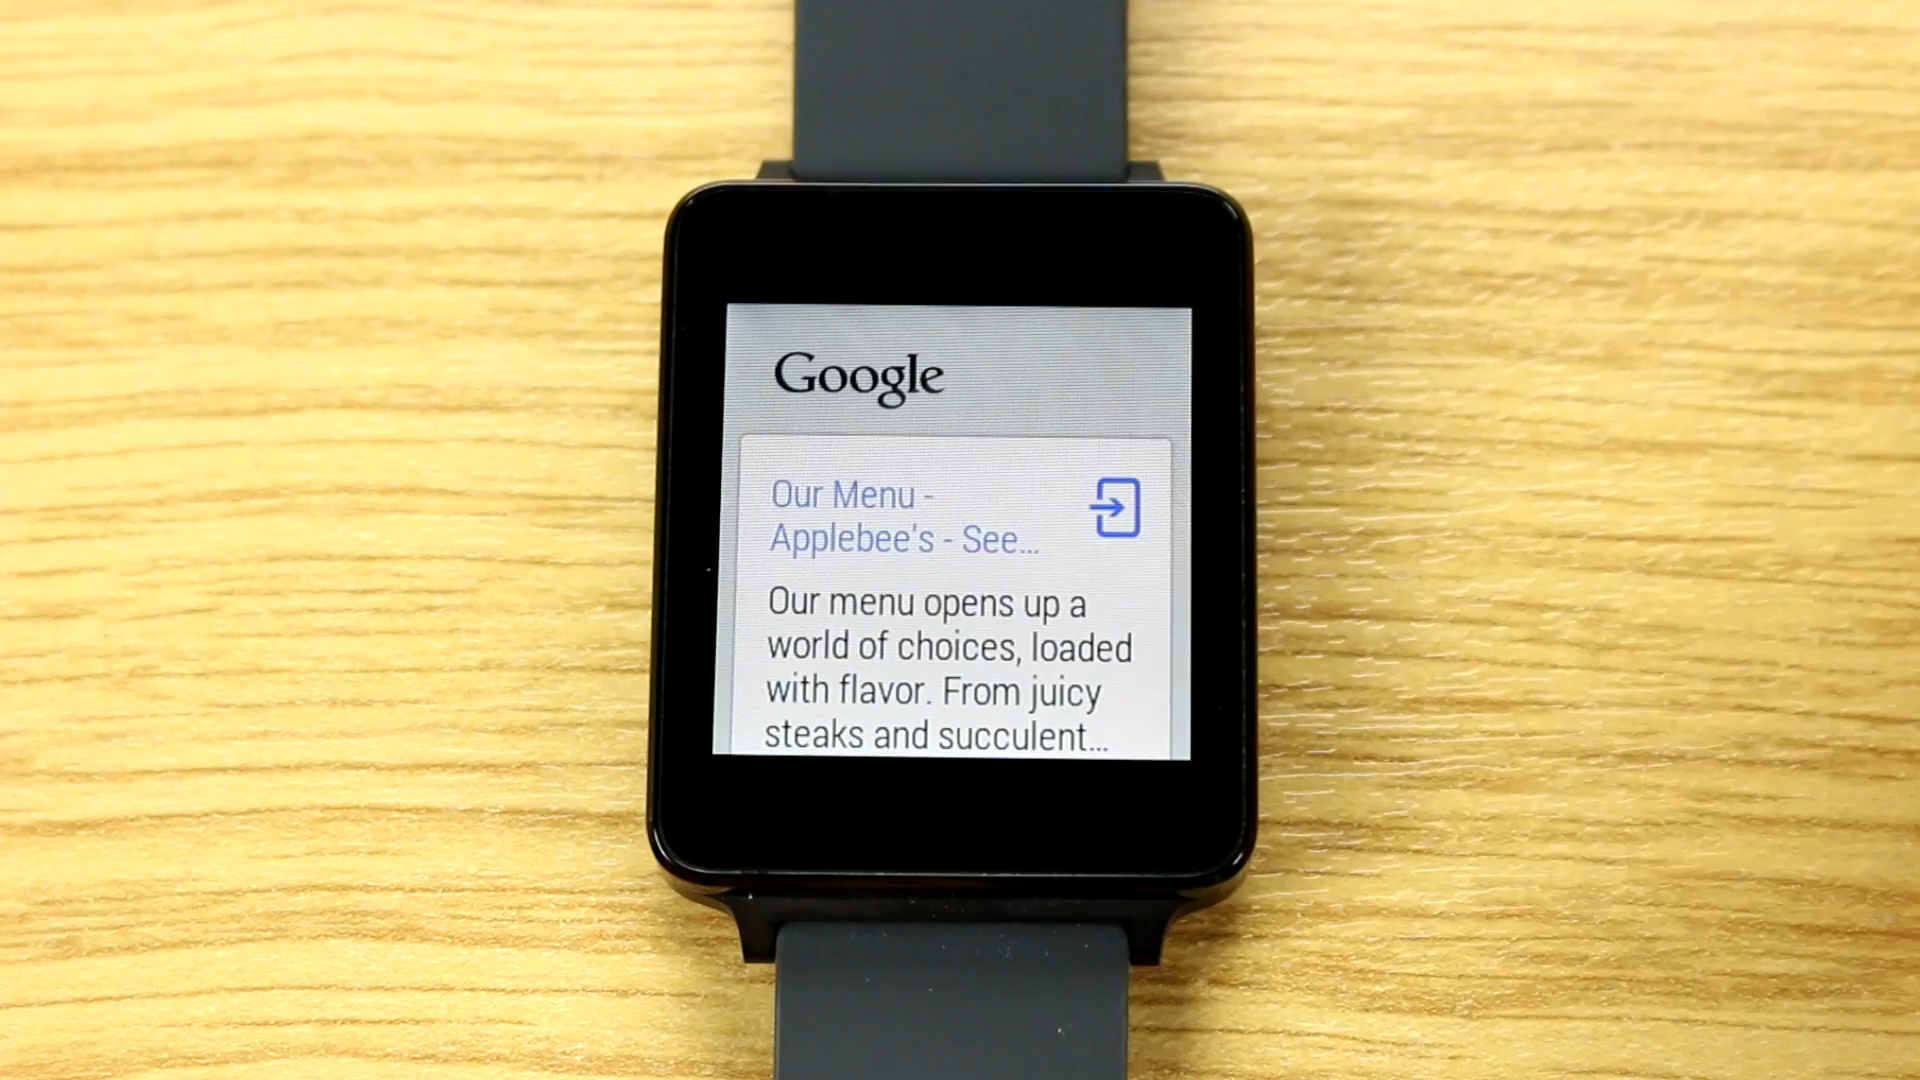 Google
Our Menu -
Applebee's - See...
Our menu opens up a
world of choices, loaded
with flavor. From juicy
steaks and succulent...